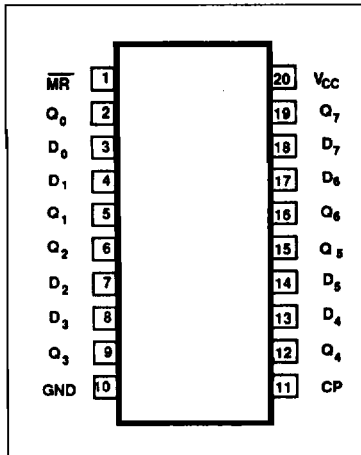 M̅R̅ 1 20 VCC
Q0 2 19 Q7
D0 3 18 D7
D1 4 17 D6
Q1 5 16 Q6
Q2 6 15 Q5
D2 7 14 D5
D3 8 13 D4
Q3 9 12 Q4
GND 10 11 CP